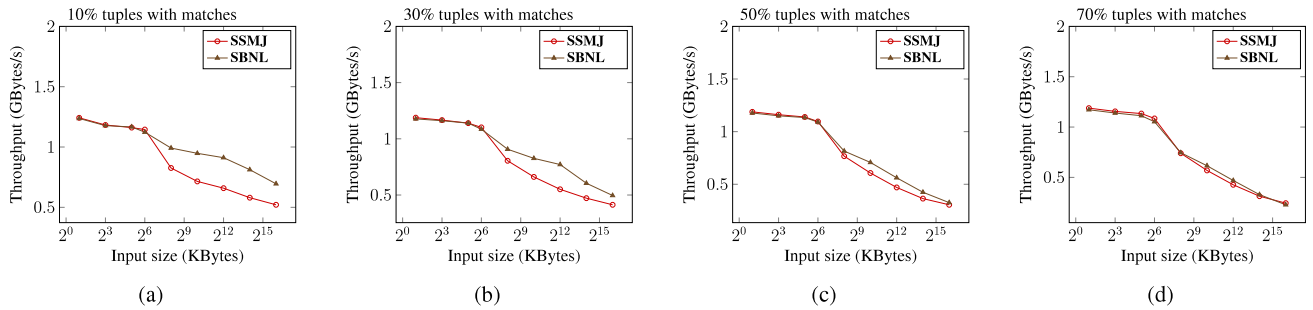 10% tuples with matches
2
1.5
1
0.5
Throughput (GBytes/s)
SSMJ
SBNL
2^0 2^3 2^6 2^9 2^12 2^15
Input size (KBytes)
(a)
30% tuples with matches
2
1.5
1
0.5
Throughput (GBytes/s)
SSMJ
SBNL
2^0 2^3 2^6 2^9 2^12 2^15
Input size (KBytes)
(b)
50% tuples with matches
2
1.5
1
0.5
Throughput (GBytes/s)
SSMJ
SBNL
2^0 2^3 2^6 2^9 2^12 2^15
Input size (KBytes)
(c)
70% tuples with matches
2
1.5
1
0.5
Throughput (GBytes/s)
SSMJ
SBNL
2^0 2^3 2^6 2^9 2^12 2^15
Input size (KBytes)
(d)